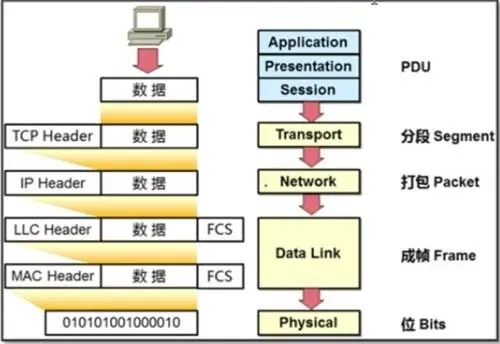 Application
Presentation
Session
PDU
数据
TCP Header 数据
Transport
分段 Segment
IP Header 数据
Network
打包 Packet
LLC Header 数据 FCS
MAC Header 数据 FCS
Data Link
成帧 Frame
010101001000010
Physical
位 Bits